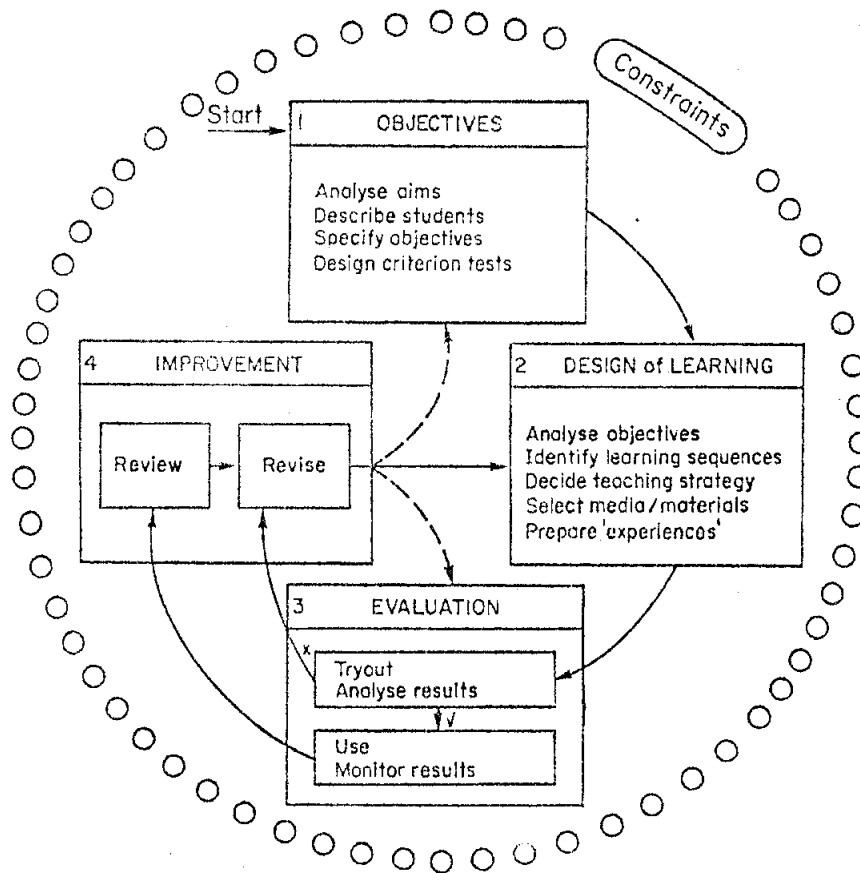 Constraints
Start
1 OBJECTIVES
Analyse aims
Describe students
Specify objectives
Design criterion tests
2 DESIGN of LEARNING
Analyse objectives
Identify learning sequences
Decide teaching strategy
Select media/materials
Prepare 'experiences'
4 IMPROVEMENT
Review
Revise
3 EVALUATION
x
Tryout
Analyse results
√
Use
Monitor results